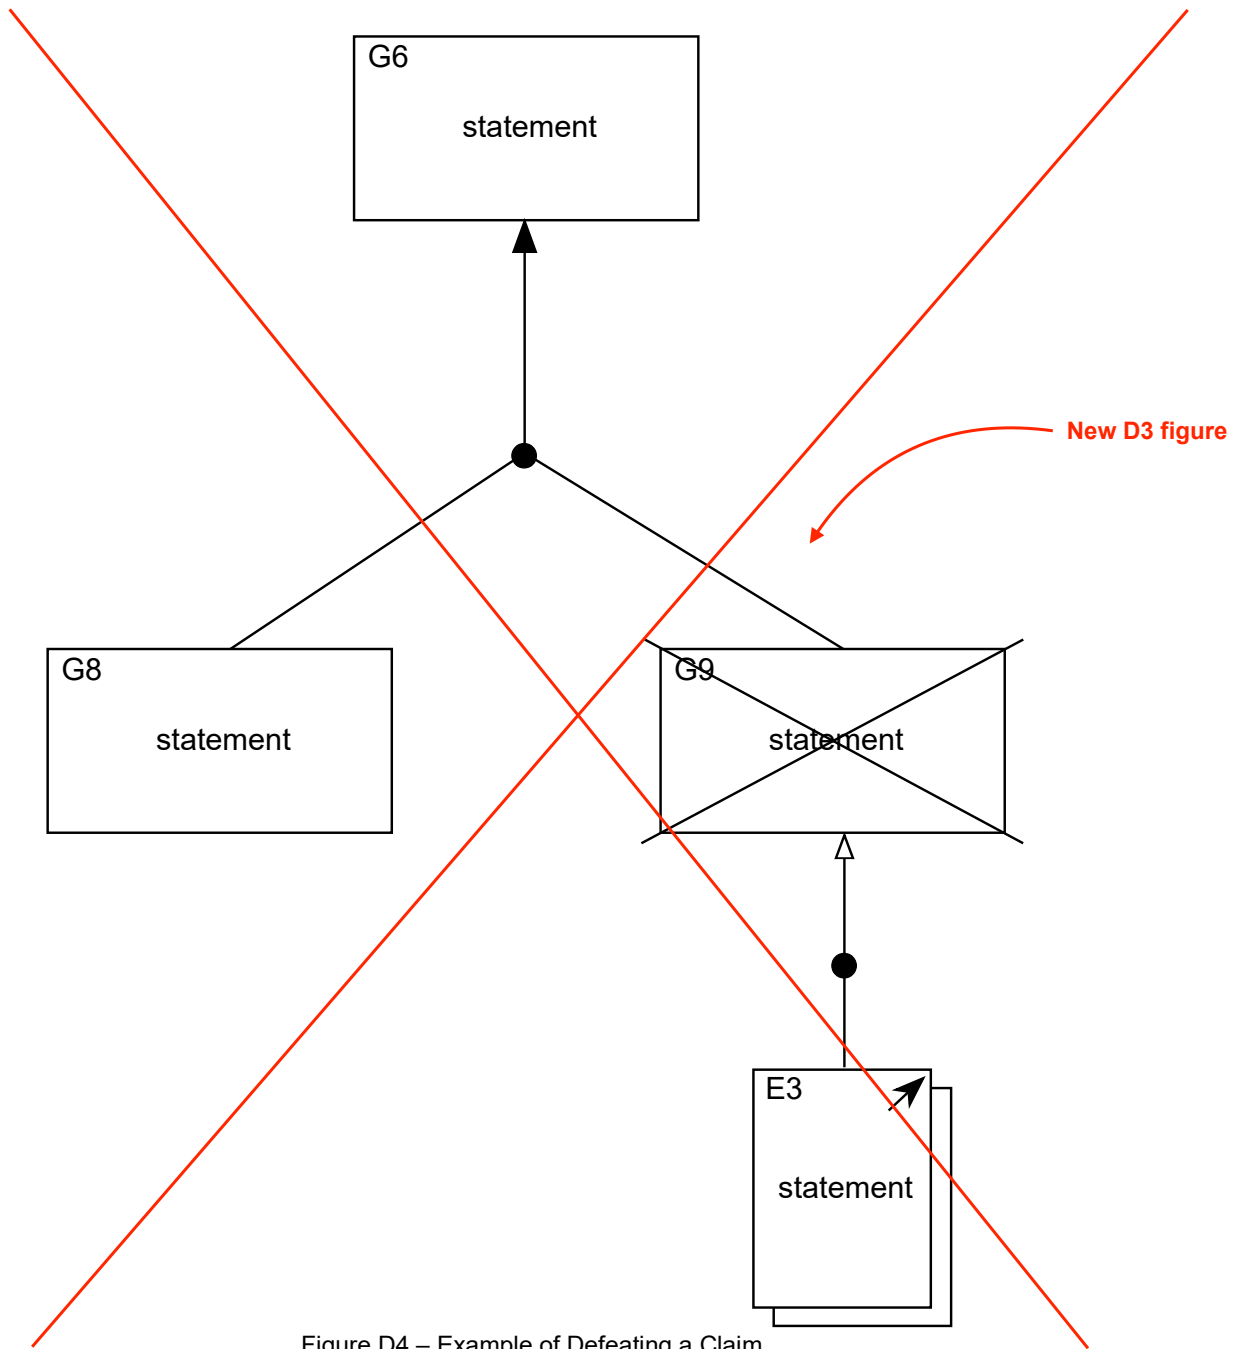 G6
statement
New D3 figure
G8
statement
G9
statement
E3
statement
Figure D4 – Example of Defeating a Claim